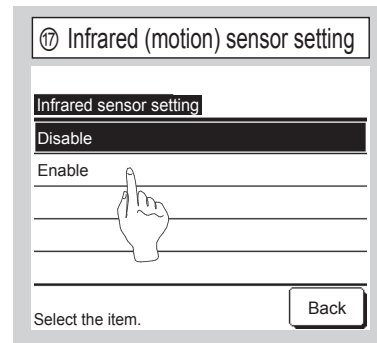 ⑰ Infrared (motion) sensor setting
Infrared sensor setting
Disable
Enable
Select the item.
Back